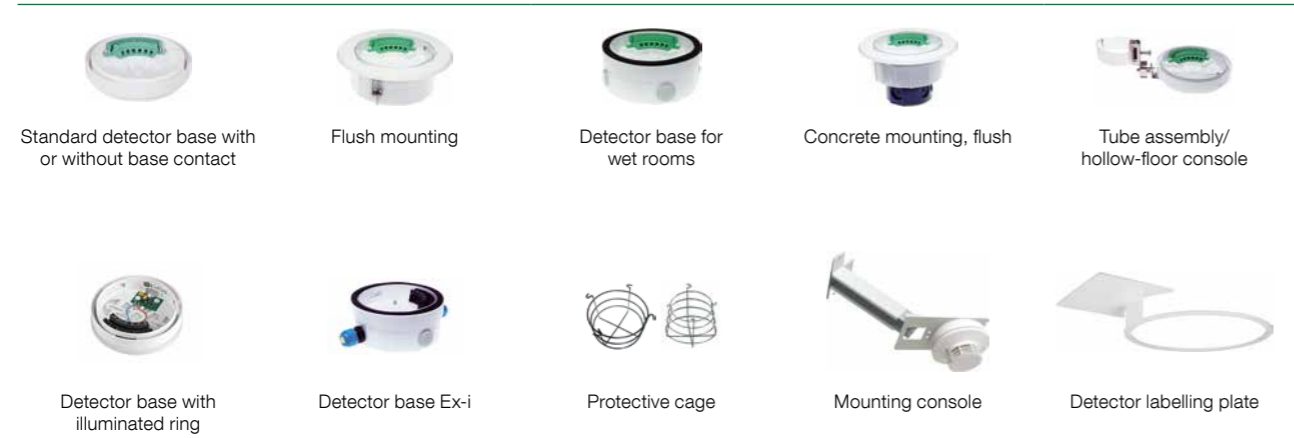 Standard detector base with
or without base contact
Flush mounting
Detector base for
wet rooms
Concrete mounting, flush
Tube assembly/
hollow-floor console
Detector base with
illuminated ring
Detector base Ex-i
Protective cage
Mounting console
Detector labelling plate